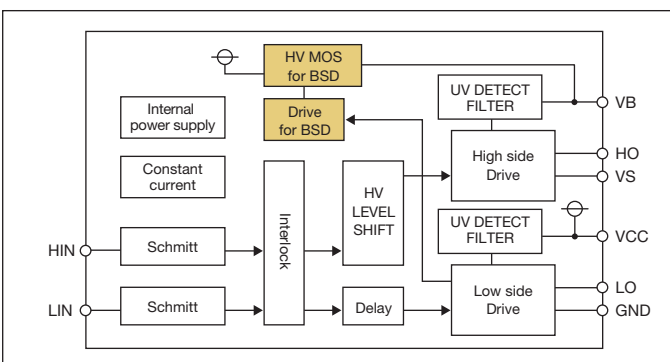 HV MOS
for BSD
Drive
for BSD
UV DETECT
FILTER
VB
Internal
power supply
High side
Drive
HO
VS
Constant
current
HV
LEVEL
SHIFT
Interlock
UV DETECT
FILTER
VCC
HIN
Schmitt
LIN
Schmitt
Delay
Low side
Drive
LO
GND